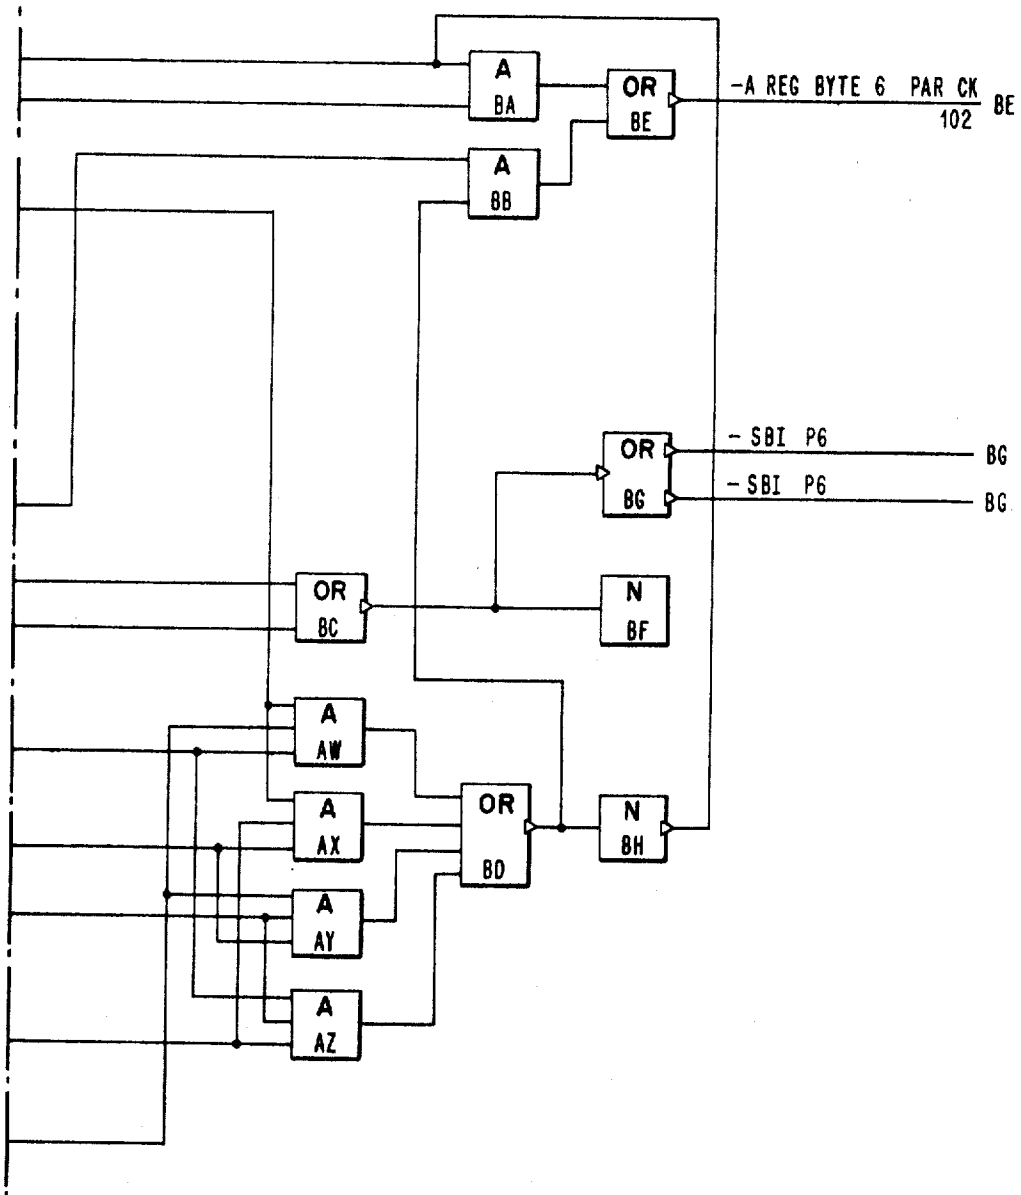 A
BA
OR
BE
-A REG BYTE 6 PAR CK
102
BE
A
BB
OR
BG
- SBI P6
BG
- SBI P6
BG
OR
BC
N
BF
A
AW
A
AX
OR
BD
N
BH
A
AY
A
AZ